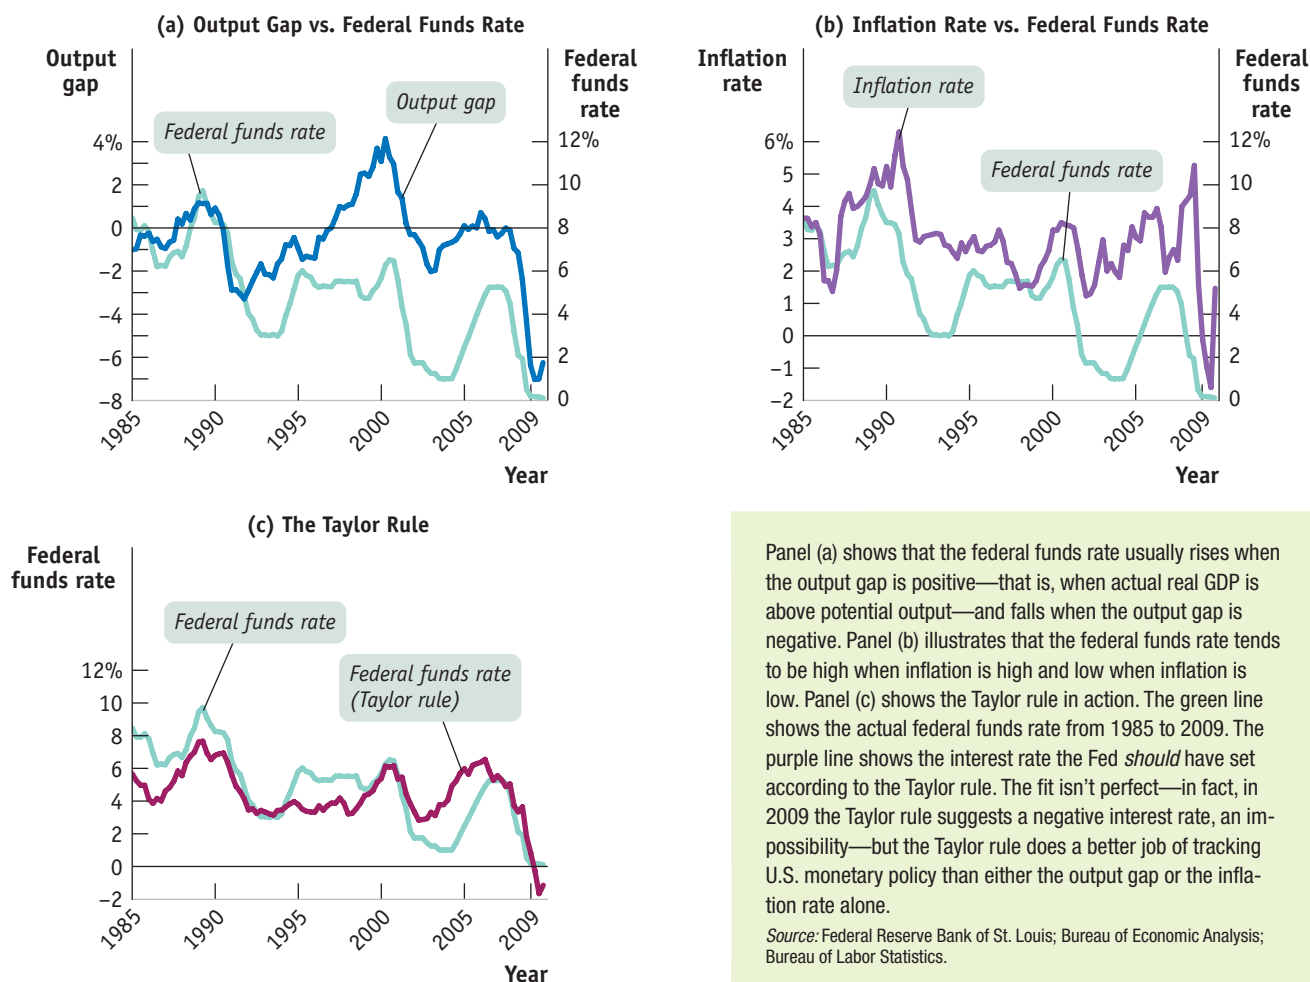 (a) Output Gap vs. Federal Funds Rate
Output
gap
Federal
funds
rate
Output gap
Federal funds rate
4%
2
0
−2
−4
−6
−8
12%
10
8
6
4
2
0
1985
1990
1995
2000
2005
2009
Year
(b) Inflation Rate vs. Federal Funds Rate
Inflation
rate
Federal
funds
rate
Inflation rate
Federal funds rate
6%
5
4
3
2
1
0
−1
−2
12%
10
8
6
4
2
0
1985
1990
1995
2000
2005
2009
Year
(c) The Taylor Rule
Federal
funds rate
Federal funds rate
Federal funds rate
(Taylor rule)
12%
10
8
6
4
2
0
−2
1985
1990
1995
2000
2005
2009
Year
Panel (a) shows that the federal funds rate usually rises when
the output gap is positive—that is, when actual real GDP is
above potential output—and falls when the output gap is
negative. Panel (b) illustrates that the federal funds rate tends
to be high when inflation is high and low when inflation is
low. Panel (c) shows the Taylor rule in action. The green line
shows the actual federal funds rate from 1985 to 2009. The
purple line shows the interest rate the Fed should have set
according to the Taylor rule. The fit isn’t perfect—in fact, in
2009 the Taylor rule suggests a negative interest rate, an im-
possibility—but the Taylor rule does a better job of tracking
U.S. monetary policy than either the output gap or the infla-
tion rate alone.
Source: Federal Reserve Bank of St. Louis; Bureau of Economic Analysis;
Bureau of Labor Statistics.